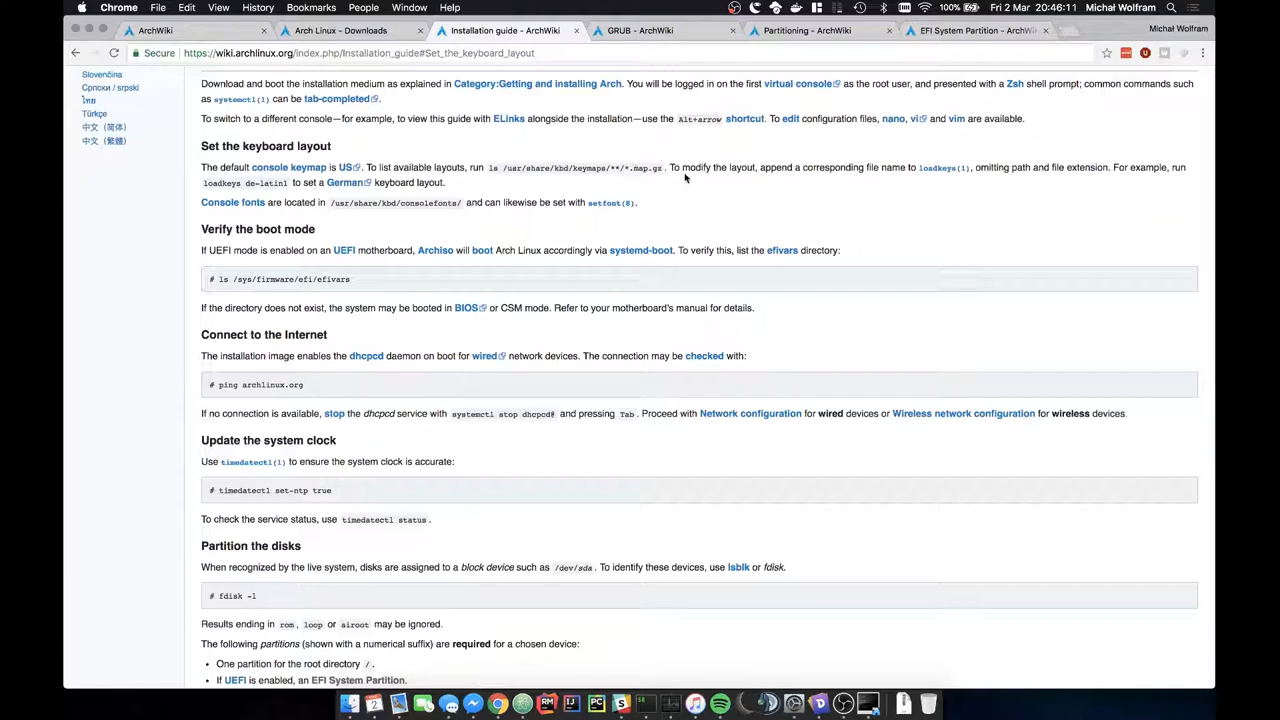 Chrome File Edit View History Bookmarks People Window Help 100% Fri 2 Mar 20:46:11 Michał Wolfram
ArchWiki × Arch Linux - Downloads × Installation guide - ArchWiki × GRUB - ArchWiki × Partitioning - ArchWiki × EFI System Partition - ArchWik × Michał Wolfram
Secure https://wiki.archlinux.org/index.php/Installation_guide#Set_the_keyboard_layout
Slovenčina
Српски / srpski
ไทย
Türkçe
中文（简体）
中文（繁體）
Download and boot the installation medium as explained in Category:Getting and installing Arch. You will be logged in on the first virtual console as the root user, and presented with a Zsh shell prompt; common commands such
as systemctl(1) can be tab-completed.
To switch to a different console—for example, to view this guide with ELinks alongside the installation—use the Alt+arrow shortcut. To edit configuration files, nano, vi and vim are available.
Set the keyboard layout
The default console keymap is US. To list available layouts, run ls /usr/share/kbd/keymaps/**/*.map.gz. To modify the layout, append a corresponding file name to loadkeys(1), omitting path and file extension. For example, run
loadkeys de-latin1 to set a German keyboard layout.
Console fonts are located in /usr/share/kbd/consolefonts/ and can likewise be set with setfont(8).
Verify the boot mode
If UEFI mode is enabled on an UEFI motherboard, Archiso will boot Arch Linux accordingly via systemd-boot. To verify this, list the efivars directory:
# ls /sys/firmware/efi/efivars
If the directory does not exist, the system may be booted in BIOS or CSM mode. Refer to your motherboard's manual for details.
Connect to the Internet
The installation image enables the dhcpcd daemon on boot for wired network devices. The connection may be checked with:
# ping archlinux.org
If no connection is available, stop the dhcpcd service with systemctl stop dhcpcd@ and pressing Tab. Proceed with Network configuration for wired devices or Wireless network configuration for wireless devices.
Update the system clock
Use timedatectl(1) to ensure the system clock is accurate:
# timedatectl set-ntp true
To check the service status, use timedatectl status.
Partition the disks
When recognized by the live system, disks are assigned to a block device such as /dev/sda. To identify these devices, use lsblk or fdisk.
# fdisk -l
Results ending in rom, loop or airoot may be ignored.
The following partitions (shown with a numerical suffix) are required for a chosen device:
• One partition for the root directory /.
• If UEFI is enabled, an EFI System Partition.